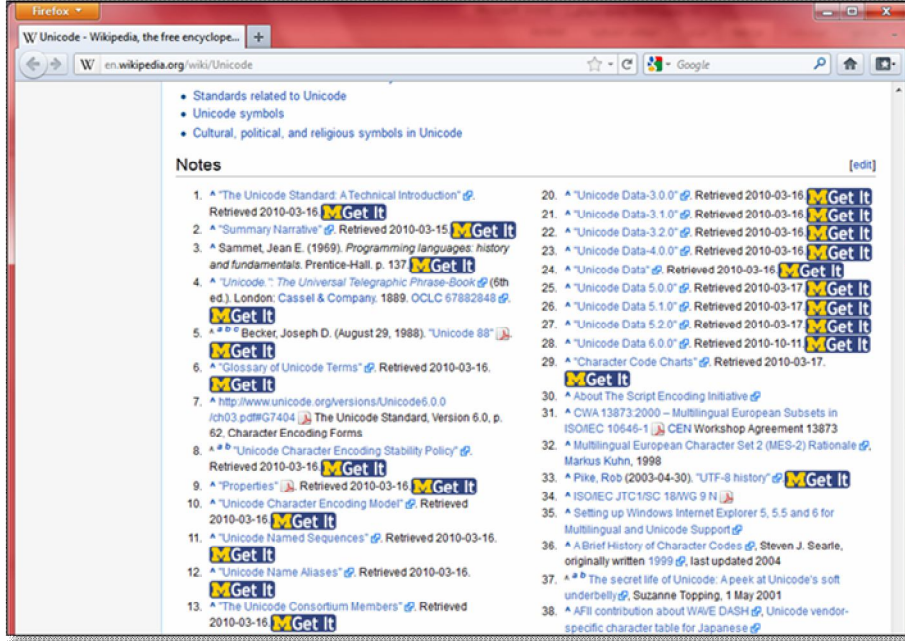 Firefox
Unicode - Wikipedia, the free encyclope...
en.wikipedia.org/wiki/Unicode
Google
Standards related to Unicode
Unicode symbols
Cultural, political, and religious symbols in Unicode
Notes
[edit]
1. ^ "The Unicode Standard: A Technical Introduction".
Retrieved 2010-03-16. MGet It
2. ^ "Summary Narrative". Retrieved 2010-03-15. MGet It
3. ^ Sammet, Jean E. (1969). Programming languages: history
and fundamentals. Prentice-Hall. p. 137. MGet It
4. ^ "Unicode.": The Universal Telegraphic Phrase-Book (6th
ed.). London: Cassel & Company. 1889. OCLC 67882848.
MGet It
5. ^ a b c Becker, Joseph D. (August 29, 1988). "Unicode 88".
MGet It
6. ^ "Glossary of Unicode Terms". Retrieved 2010-03-16.
MGet It
7. ^ http://www.unicode.org/versions/Unicode6.0.0
/ch03.pdf#G7404 The Unicode Standard, Version 6.0, p.
62, Character Encoding Forms
8. ^ a b "Unicode Character Encoding Stability Policy".
Retrieved 2010-03-16. MGet It
9. ^ "Properties". Retrieved 2010-03-16. MGet It
10. ^ "Unicode Character Encoding Model". Retrieved
2010-03-16. MGet It
11. ^ "Unicode Named Sequences". Retrieved 2010-03-16.
MGet It
12. ^ "Unicode Name Aliases". Retrieved 2010-03-16.
MGet It
13. ^ "The Unicode Consortium Members". Retrieved
2010-03-16. MGet It
20. ^ "Unicode Data-3.0.0". Retrieved 2010-03-16. MGet It
21. ^ "Unicode Data-3.1.0". Retrieved 2010-03-16. MGet It
22. ^ "Unicode Data-3.2.0". Retrieved 2010-03-16. MGet It
23. ^ "Unicode Data-4.0.0". Retrieved 2010-03-16. MGet It
24. ^ "Unicode Data". Retrieved 2010-03-16. MGet It
25. ^ "Unicode Data 5.0.0". Retrieved 2010-03-17. MGet It
26. ^ "Unicode Data 5.1.0". Retrieved 2010-03-17. MGet It
27. ^ "Unicode Data 5.2.0". Retrieved 2010-03-17. MGet It
28. ^ "Unicode Data 6.0.0". Retrieved 2010-10-11. MGet It
29. ^ "Character Code Charts". Retrieved 2010-03-17.
MGet It
30. ^ About The Script Encoding Initiative
31. ^ CWA 13873:2000 – Multilingual European Subsets in
ISO/IEC 10646-1 CEN Workshop Agreement 13873
32. ^ Multilingual European Character Set 2 (MES-2) Rationale,
Markus Kuhn, 1998
33. ^ Pike, Rob (2003-04-30). "UTF-8 history". MGet It
34. ^ ISO/IEC JTC1/SC 18/WG 9 N
35. ^ Setting up Windows Internet Explorer 5, 5.5 and 6 for
Multilingual and Unicode Support
36. ^ A Brief History of Character Codes, Steven J. Searle,
originally written 1999, last updated 2004
37. ^ a b The secret life of Unicode: A peek at Unicode's soft
underbelly, Suzanne Topping, 1 May 2001
38. ^ AFII contribution about WAVE DASH, Unicode vendor-
specific character table for Japanese